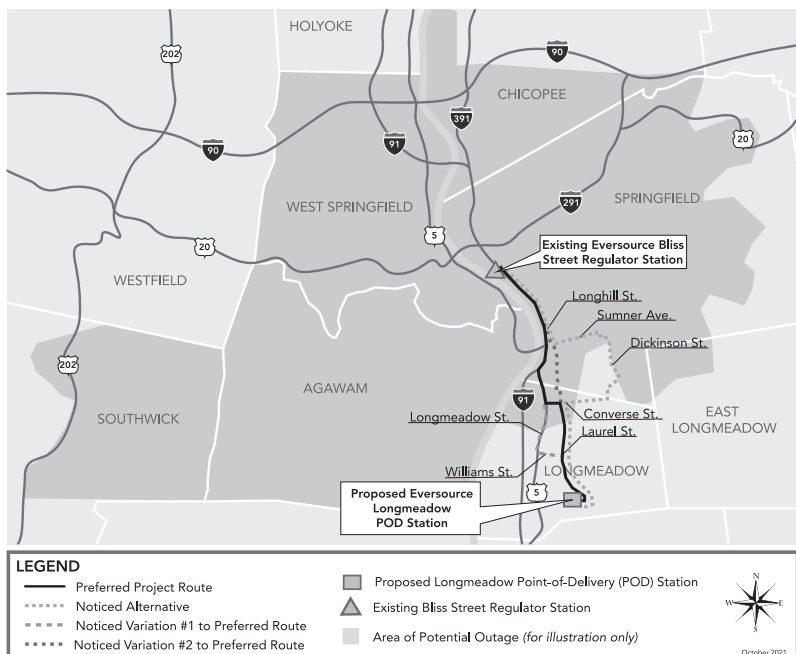 HOLYOKE
202
90
CHICOPEE
391
91
90
20
WEST SPRINGFIELD
SPRINGFIELD
291
5
20
Existing Eversource Bliss
Street Regulator Station
WESTFIELD
Longhill St.
Sumner Ave.
Dickinson St.
202
AGAWAM
91
SOUTHWICK
Longmeadow St.
Converse St.
EAST
LONGMEADOW
Laurel St.
Williams St.
LONGMEADOW
Proposed Eversource
Longmeadow
POD Station
5
LEGEND
Preferred Project Route
Noticed Alternative
Noticed Variation #1 to Preferred Route
Noticed Variation #2 to Preferred Route
Proposed Longmeadow Point-of-Delivery (POD) Station
Existing Bliss Street Regulator Station
Area of Potential Outage (for illustration only)
N
W
E
S
October 2021